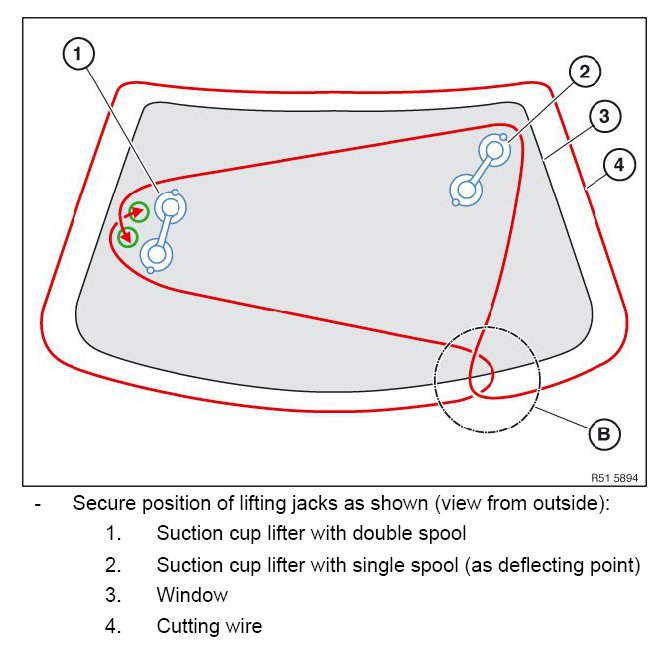 1
2
3
4
B
R51 5894
- Secure position of lifting jacks as shown (view from outside):
1. Suction cup lifter with double spool
2. Suction cup lifter with single spool (as deflecting point)
3. Window
4. Cutting wire